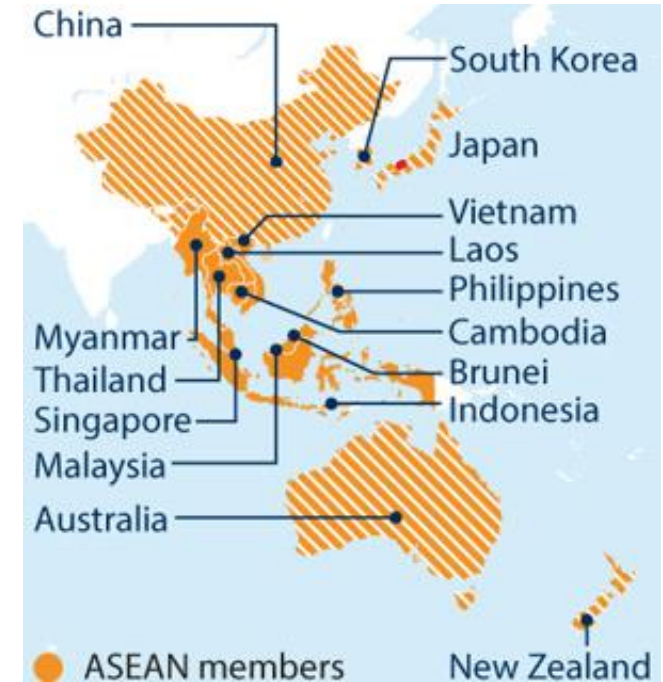 China
South Korea
Japan
Vietnam
Laos
Philippines
Cambodia
Brunei
Indonesia
Myanmar
Thailand
Singapore
Malaysia
Australia
ASEAN members
New Zealand